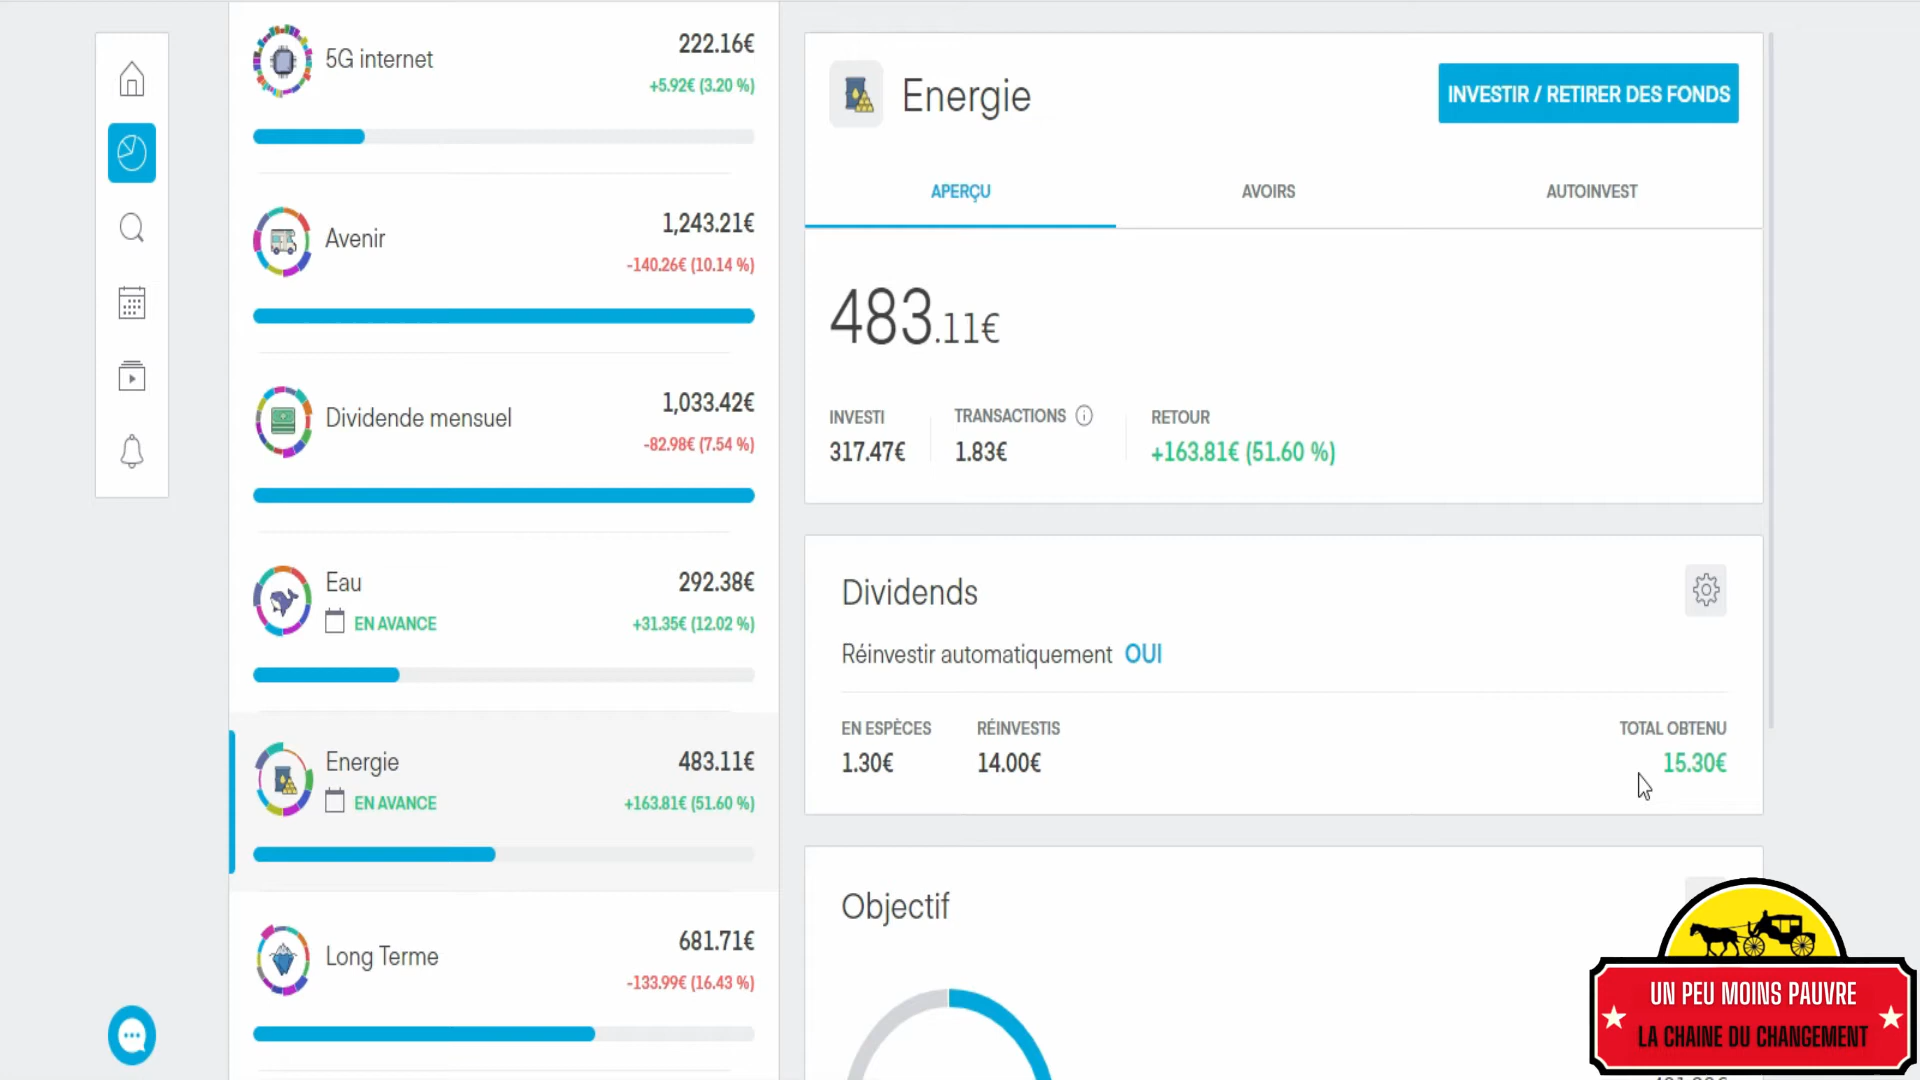 5G internet
222.16€
+5.92€ (3.20 %)
Avenir
1,243.21€
-140.26€ (10.14 %)
Dividende mensuel
1,033.42€
-82.98€ (7.54 %)
Eau
292.38€
EN AVANCE
+31.35€ (12.02 %)
Energie
483.11€
EN AVANCE
+163.81€ (51.60 %)
Long Terme
681.71€
-133.99€ (16.43 %)
Energie
INVESTIR / RETIRER DES FONDS
APERÇU
AVOIRS
AUTOINVEST
483.11€
INVESTI
TRANSACTIONS
RETOUR
317.47€
1.83€
+163.81€ (51.60 %)
Dividends
Réinvestir automatiquement OUI
EN ESPÈCES
RÉINVESTIS
TOTAL OBTENU
1.30€
14.00€
15.30€
Objectif
UN PEU MOINS PAUVRE
LA CHAINE DU CHANGEMENT